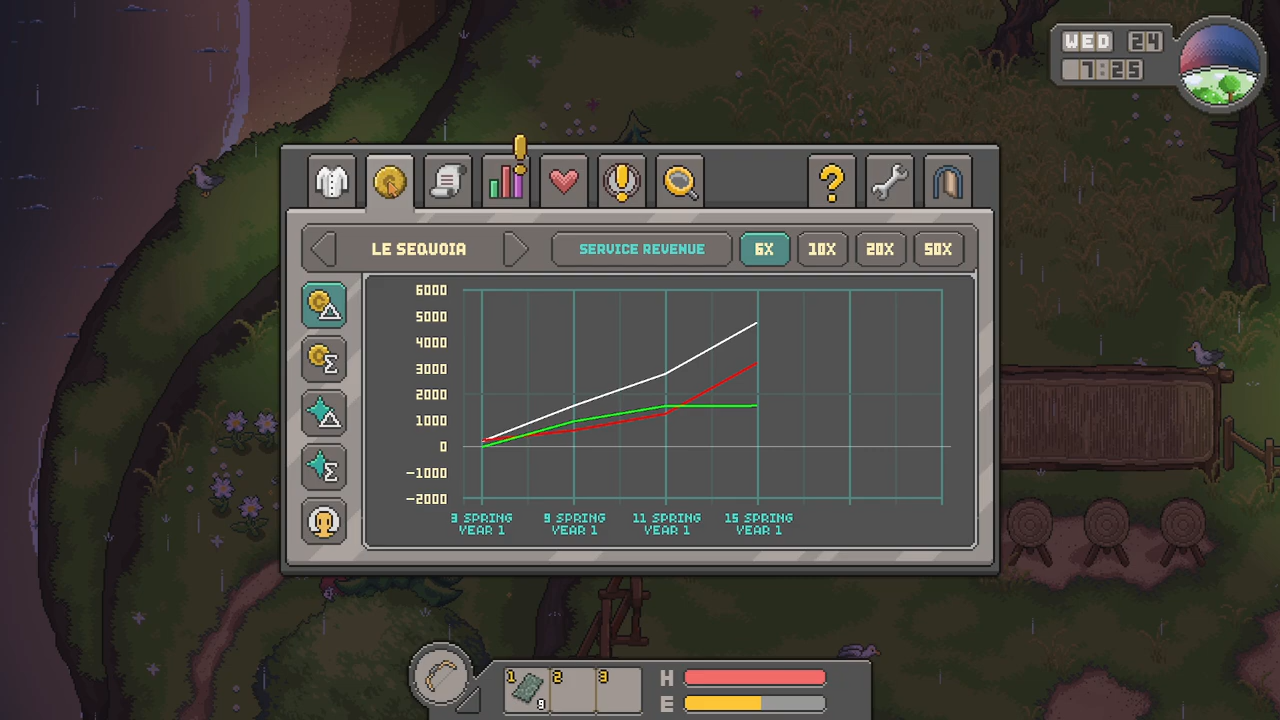 WED 24
7:25
LE SEQUOIA
SERVICE REVENUE
6X
10X
20X
50X
6000
5000
4000
3000
2000
1000
0
-1000
-2000
3 SPRING
YEAR 1
9 SPRING
YEAR 1
11 SPRING
YEAR 1
15 SPRING
YEAR 1
1
9
2
3
H
E